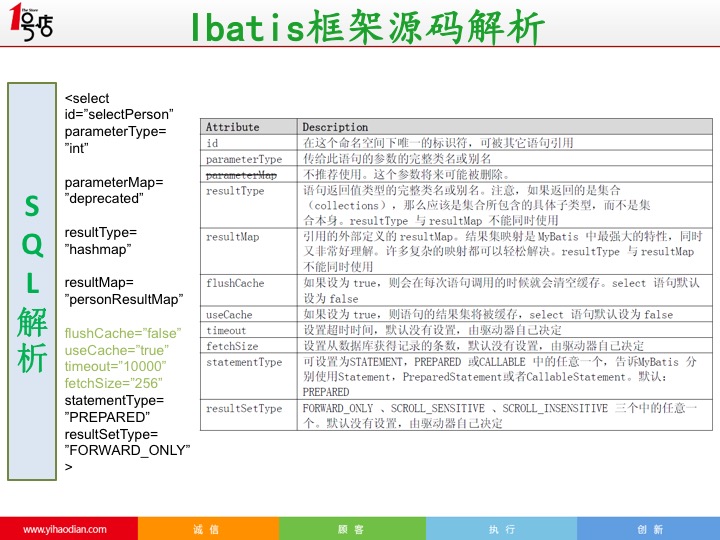 The Store
1号店
Ibatis框架源码解析
SQL解析
<select
id=”selectPerson”
parameterType=
”int”
parameterMap=
”deprecated”
resultType=
”hashmap”
resultMap=
”personResultMap”
flushCache=”false”
useCache=”true”
timeout=”10000”
fetchSize=”256”
statementType=
”PREPARED”
resultSetType=
”FORWARD_ONLY”
>
Attribute Description
id 在这个命名空间下唯一的标识符，可被其它语句引用
parameterType 传给此语句的参数的完整类名或别名
parameterMap 不推荐使用。这个参数将来可能被删除。
resultType 语句返回值类型的完整类名或别名。注意，如果返回的是集合
（collections），那么应该是集合所包含的具体子类型，而不是集
合本身。resultType 与resultMap 不能同时使用
resultMap 引用的外部定义的 resultMap。结果集映射是MyBatis 中最强大的特性，同时
又非常好理解。许多复杂的映射都可以轻松解决。resultType 与 resultMap
不能同时使用
flushCache 如果设为 true，则会在每次语句调用的时候就会清空缓存。select 语句默认
设为 false
useCache 如果设为 true，则语句的结果集将被缓存，select 语句默认设为 false
timeout 设置超时时间，默认没有设置，由驱动器自己决定
fetchSize 设置从数据库获得记录的条数，默认没有设置，由驱动器自己决定
statementType 可设置为STATEMENT，PREPARED 或CALLABLE 中的任意一个，告诉MyBatis 分
别使用Statement，PreparedStatement或者CallableStatement。默认：
PREPARED
resultSetType FORWARD_ONLY 、SCROLL_SENSITIVE 、SCROLL_INSENSITIVE 三个中的任意一
个。默认没有设置，由驱动器自己决定
www.yihaodian.com 诚 信 顾 客 执 行 创 新